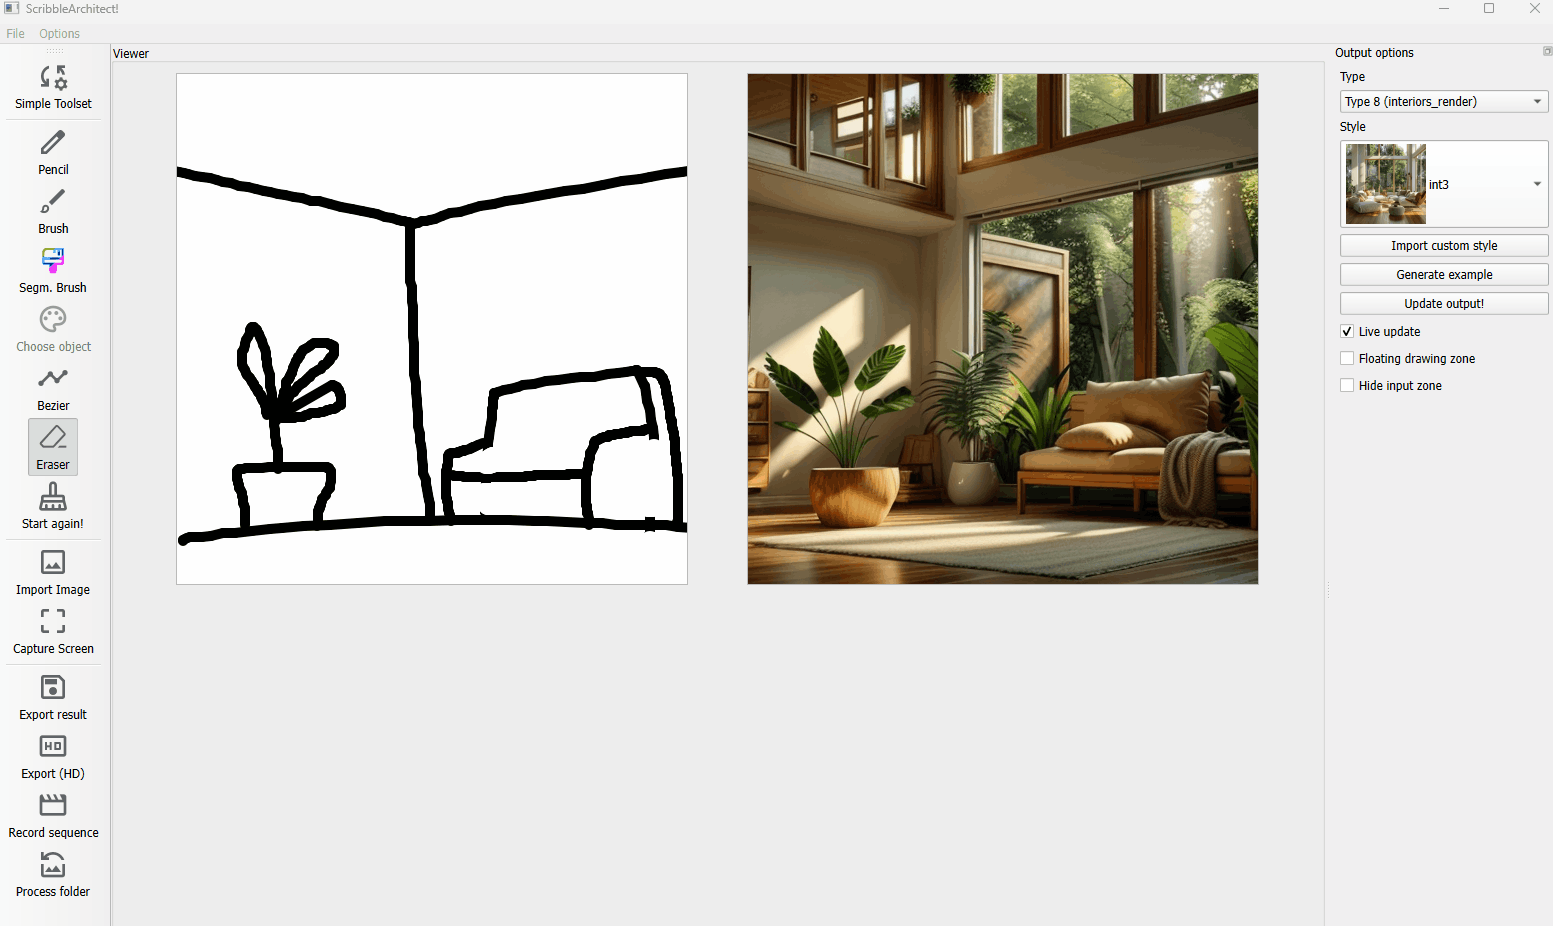 ScribbleArchitect!
File Options
Viewer
Output options
Simple Toolset
Pencil
Brush
Segm. Brush
Choose object
Bezier
Eraser
Start again!
Import Image
Capture Screen
Export result
HD
Export (HD)
Record sequence
Process folder
Type
Type 8 (interiors_render)
Style
int3
Import custom style
Generate example
Update output!
Live update
Floating drawing zone
Hide input zone